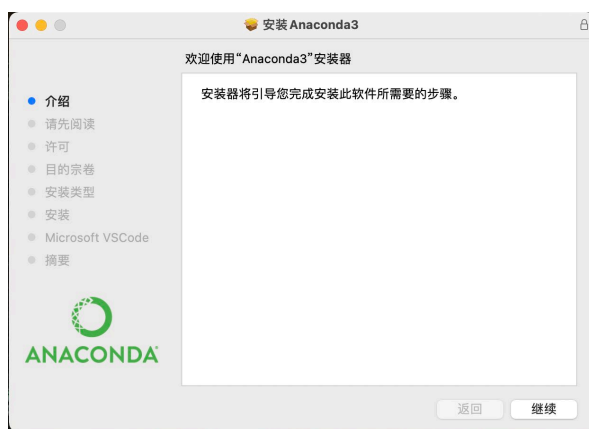 安装 Anaconda3
欢迎使用“Anaconda3”安装器
介绍
请先阅读
许可
目的宗卷
安装类型
安装
Microsoft VSCode
摘要
安装器将引导您完成安装此软件所需要的步骤。
ANACONDA
返回
继续